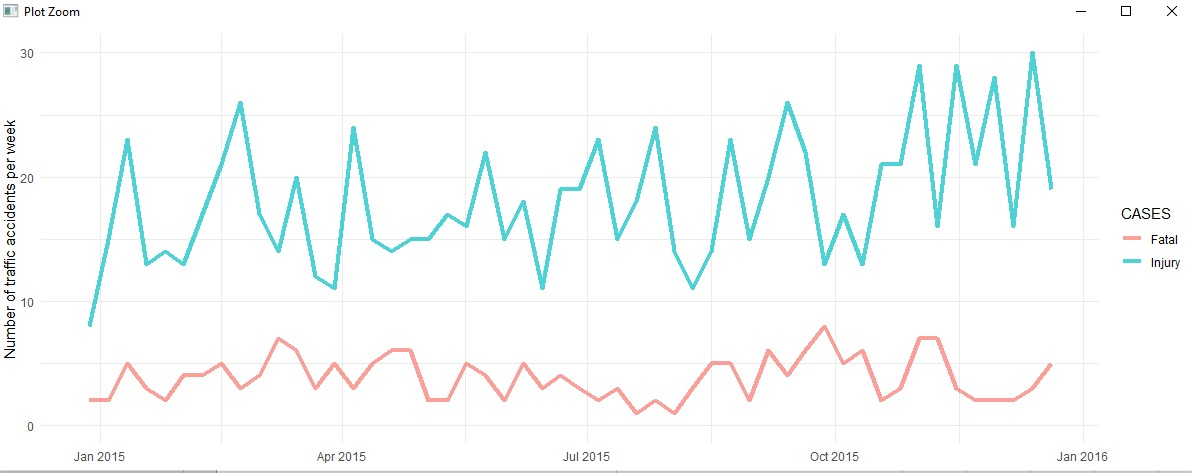 Plot Zoom
Number of traffic accidents per week
30
20
10
0
Jan 2015
Apr 2015
Jul 2015
Oct 2015
Jan 2016
CASES
Fatal
Injury